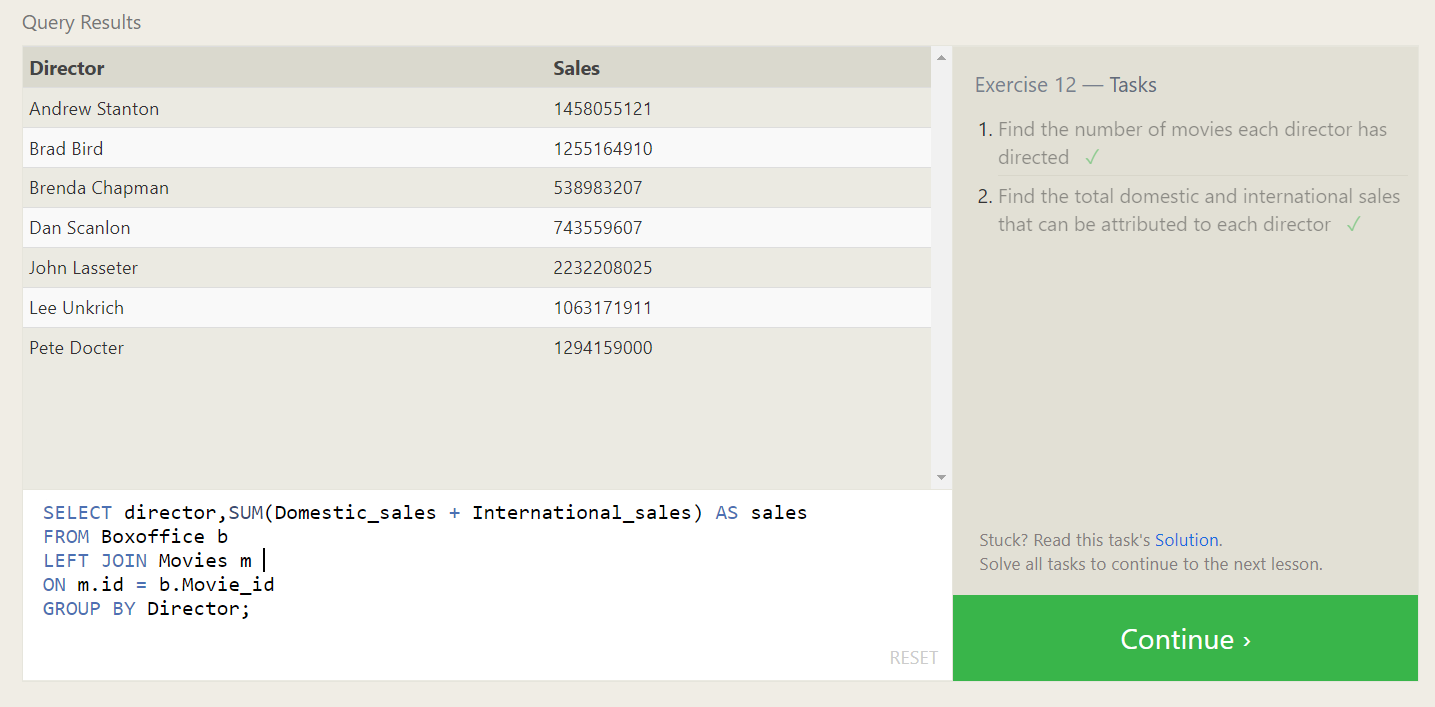 Query Results
Director Sales
Andrew Stanton 1458055121
Brad Bird 1255164910
Brenda Chapman 538983207
Dan Scanlon 743559607
John Lasseter 2232208025
Lee Unkrich 1063171911
Pete Docter 1294159000
SELECT director,SUM(Domestic_sales + International_sales) AS sales
FROM Boxoffice b
LEFT JOIN Movies m
ON m.id = b.Movie_id
GROUP BY Director;
RESET
Exercise 12 — Tasks
1. Find the number of movies each director has
directed ✓
2. Find the total domestic and international sales
that can be attributed to each director ✓
Stuck? Read this task's Solution.
Solve all tasks to continue to the next lesson.
Continue ›